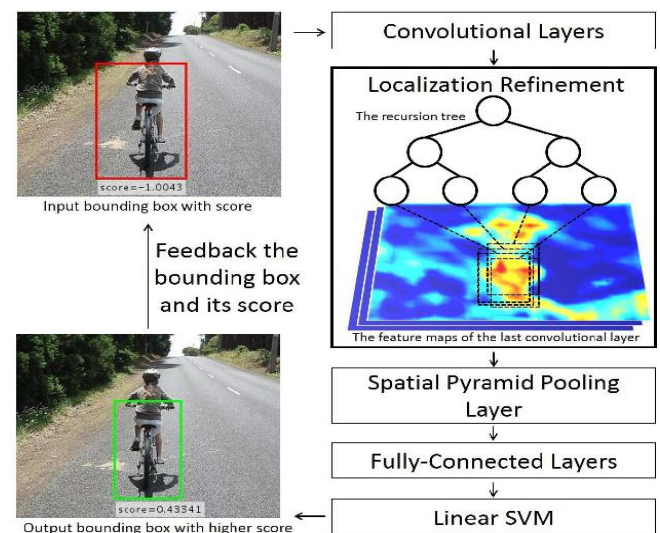 Convolutional Layers
Localization Refinement
The recursion tree
score=-1.0043
Input bounding box with score
Feedback the
bounding box
and its score
The feature maps of the last convolutional layer
Spatial Pyramid Pooling
Layer
Fully-Connected Layers
Linear SVM
score=0.43341
Output bounding box with higher score